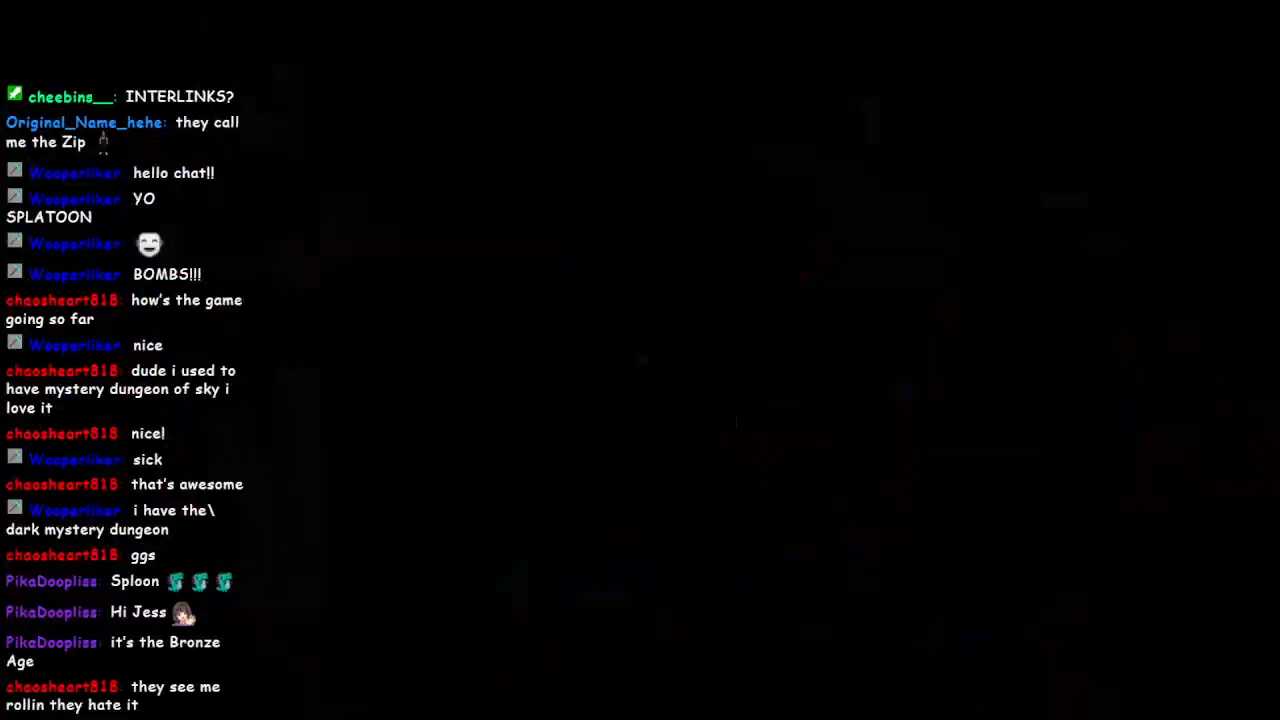 cheebins__: INTERLINKS?
Original_Name_hehe: they call
me the Zip
Wooperliker: hello chat!!
Wooperliker: YO
SPLATOON
Wooperliker:
Wooperliker: BOMBS!!!
chaosheart818: how's the game
going so far
Wooperliker: nice
chaosheart818: dude i used to
have mystery dungeon of sky i
love it
chaosheart818: nice!
Wooperliker: sick
chaosheart818: that's awesome
Wooperliker: i have the\
dark mystery dungeon
chaosheart818: ggs
PikaDoopliss: Sploon
PikaDoopliss: Hi Jess
PikaDoopliss: it's the Bronze
Age
chaosheart818: they see me
rollin they hate it